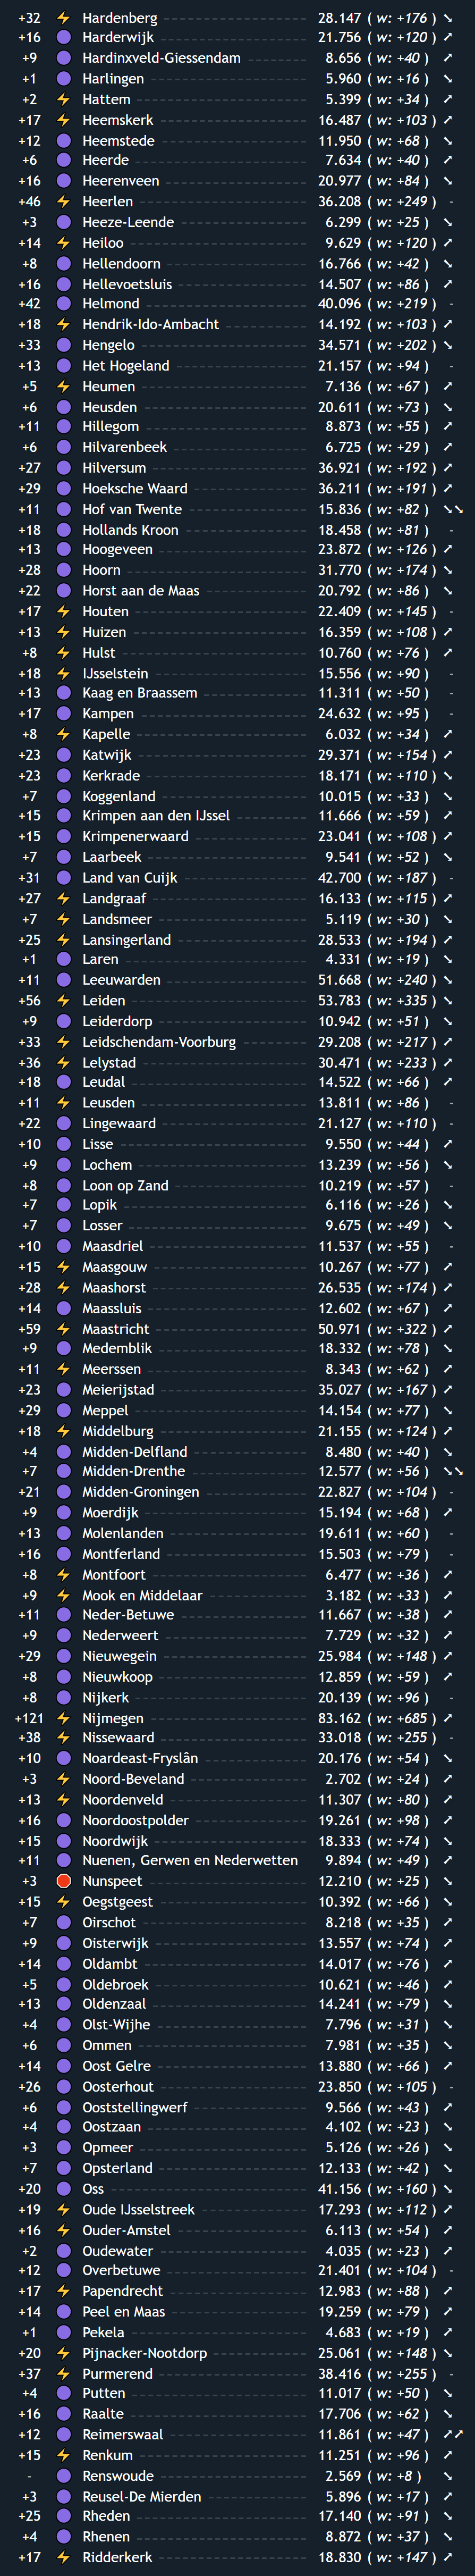 +32 Hardenberg 28.147 ( w: +176 ) ↘
+16 Harderwijk 21.756 ( w: +120 ) ↗
+9 Hardinxveld-Giessendam 8.656 ( w: +40 ) ↗
+1 Harlingen 5.960 ( w: +16 ) ↘
+2 Hattem 5.399 ( w: +34 ) ↗
+17 Heemskerk 16.487 ( w: +103 ) ↗
+12 Heemstede 11.950 ( w: +68 ) ↘
+6 Heerde 7.634 ( w: +40 ) ↗
+16 Heerenveen 20.977 ( w: +84 ) ↘
+46 Heerlen 36.208 ( w: +249 ) -
+3 Heeze-Leende 6.299 ( w: +25 ) ↘
+14 Heiloo 9.629 ( w: +120 ) ↗
+8 Hellendoorn 16.766 ( w: +42 ) ↘
+16 Hellevoetsluis 14.507 ( w: +86 ) ↗
+42 Helmond 40.096 ( w: +219 ) -
+18 Hendrik-Ido-Ambacht 14.192 ( w: +103 ) ↗
+33 Hengelo 34.571 ( w: +202 ) ↘
+13 Het Hogeland 21.157 ( w: +94 ) -
+5 Heumen 7.136 ( w: +67 ) ↗
+6 Heusden 20.611 ( w: +73 ) ↘
+11 Hillegom 8.873 ( w: +55 ) ↗
+6 Hilvarenbeek 6.725 ( w: +29 ) ↗
+27 Hilversum 36.921 ( w: +192 ) ↗
+29 Hoeksche Waard 36.211 ( w: +191 ) ↗
+11 Hof van Twente 15.836 ( w: +82 ) ↘↘
+18 Hollands Kroon 18.458 ( w: +81 ) -
+13 Hoogeveen 23.872 ( w: +126 ) ↗
+28 Hoorn 31.770 ( w: +174 ) ↘
+22 Horst aan de Maas 20.792 ( w: +86 ) ↘
+17 Houten 22.409 ( w: +145 ) -
+13 Huizen 16.359 ( w: +108 ) ↗
+8 Hulst 10.760 ( w: +76 ) ↗
+18 IJsselstein 15.556 ( w: +90 ) -
+13 Kaag en Braassem 11.311 ( w: +50 ) -
+17 Kampen 24.632 ( w: +95 ) -
+8 Kapelle 6.032 ( w: +34 ) ↗
+23 Katwijk 29.371 ( w: +154 ) ↗
+23 Kerkrade 18.171 ( w: +110 ) ↘
+7 Koggenland 10.015 ( w: +33 ) ↘
+15 Krimpen aan den IJssel 11.666 ( w: +59 ) ↗
+15 Krimpenerwaard 23.041 ( w: +108 ) ↗
+7 Laarbeek 9.541 ( w: +52 ) ↘
+31 Land van Cuijk 42.700 ( w: +187 ) -
+27 Landgraaf 16.133 ( w: +115 ) ↗
+7 Landsmeer 5.119 ( w: +30 ) ↘
+25 Lansingerland 28.533 ( w: +194 ) ↗
+1 Laren 4.331 ( w: +19 ) ↘
+11 Leeuwarden 51.668 ( w: +240 ) ↘
+56 Leiden 53.783 ( w: +335 ) ↘
+9 Leiderdorp 10.942 ( w: +51 ) ↘
+33 Leidschendam-Voorburg 29.208 ( w: +217 ) ↗
+36 Lelystad 30.471 ( w: +233 ) ↗
+18 Leudal 14.522 ( w: +66 ) ↗
+11 Leusden 13.811 ( w: +86 ) -
+22 Lingewaard 21.127 ( w: +110 ) -
+10 Lisse 9.550 ( w: +44 ) ↗
+9 Lochem 13.239 ( w: +56 ) ↘
+8 Loon op Zand 10.219 ( w: +57 ) -
+7 Lopik 6.116 ( w: +26 ) ↘
+7 Losser 9.675 ( w: +49 ) ↘
+10 Maasdriel 11.537 ( w: +55 ) -
+15 Maasgouw 10.267 ( w: +77 ) ↗
+28 Maashorst 26.535 ( w: +174 ) ↗
+14 Maassluis 12.602 ( w: +67 ) ↗
+59 Maastricht 50.971 ( w: +322 ) ↗
+9 Medemblik 18.332 ( w: +78 ) ↘
+11 Meerssen 8.343 ( w: +62 ) ↗
+23 Meierijstad 35.027 ( w: +167 ) ↗
+29 Meppel 14.154 ( w: +77 ) ↘
+18 Middelburg 21.155 ( w: +124 ) ↗
+4 Midden-Delfland 8.480 ( w: +40 ) ↘
+7 Midden-Drenthe 12.577 ( w: +56 ) ↘↘
+21 Midden-Groningen 22.827 ( w: +104 ) -
+9 Moerdijk 15.194 ( w: +68 ) ↗
+13 Molenlanden 19.611 ( w: +60 ) -
+16 Montferland 15.503 ( w: +79 ) -
+8 Montfoort 6.477 ( w: +36 ) ↗
+9 Mook en Middelaar 3.182 ( w: +33 ) ↗
+11 Neder-Betuwe 11.667 ( w: +38 ) ↗
+9 Nederweert 7.729 ( w: +32 ) ↗
+29 Nieuwegein 25.984 ( w: +148 ) ↗
+8 Nieuwkoop 12.859 ( w: +59 ) ↗
+8 Nijkerk 20.139 ( w: +96 ) -
+121 Nijmegen 83.162 ( w: +685 ) ↗
+38 Nissewaard 33.018 ( w: +255 ) -
+10 Noardeast-Fryslân 20.176 ( w: +54 ) ↘
+3 Noord-Beveland 2.702 ( w: +24 ) ↗
+13 Noordenveld 11.307 ( w: +80 ) ↗
+16 Noordoostpolder 19.261 ( w: +98 ) ↗
+15 Noordwijk 18.333 ( w: +74 ) ↘
+11 Nuenen, Gerwen en Nederwetten 9.894 ( w: +49 ) ↗
+3 Nunspeet 12.210 ( w: +25 ) ↘
+15 Oegstgeest 10.392 ( w: +66 ) ↘
+7 Oirschot 8.218 ( w: +35 ) ↗
+9 Oisterwijk 13.557 ( w: +74 ) ↗
+14 Oldambt 14.017 ( w: +76 ) ↗
+5 Oldebroek 10.621 ( w: +46 ) ↗
+13 Oldenzaal 14.241 ( w: +79 ) ↘
+4 Olst-Wijhe 7.796 ( w: +31 ) ↘
+6 Ommen 7.981 ( w: +35 ) ↘
+14 Oost Gelre 13.880 ( w: +66 ) ↗
+26 Oosterhout 23.850 ( w: +105 ) -
+6 Ooststellingwerf 9.566 ( w: +43 ) ↗
+4 Oostzaan 4.102 ( w: +23 ) ↘
+3 Opmeer 5.126 ( w: +26 ) ↘
+7 Opsterland 12.133 ( w: +42 ) ↘
+20 Oss 41.156 ( w: +160 ) ↘
+19 Oude IJsselstreek 17.293 ( w: +112 ) ↗
+16 Ouder-Amstel 6.113 ( w: +54 ) ↗
+2 Oudewater 4.035 ( w: +23 ) ↗
+12 Overbetuwe 21.401 ( w: +104 ) -
+17 Papendrecht 12.983 ( w: +88 ) ↗
+14 Peel en Maas 19.259 ( w: +79 ) ↗
+1 Pekela 4.683 ( w: +19 ) ↗
+20 Pijnacker-Nootdorp 25.061 ( w: +148 ) ↘
+37 Purmerend 38.416 ( w: +255 ) -
+4 Putten 11.017 ( w: +50 ) ↘
+16 Raalte 17.706 ( w: +62 ) ↘
+12 Reimerswaal 11.861 ( w: +47 ) ↗↗
+15 Renkum 11.251 ( w: +96 ) ↗
- Renswoude 2.569 ( w: +8 ) ↘
+3 Reusel-De Mierden 5.896 ( w: +17 ) ↗
+25 Rheden 17.140 ( w: +91 ) ↘
+4 Rhenen 8.872 ( w: +37 ) ↘
+17 Ridderkerk 18.830 ( w: +147 ) ↗